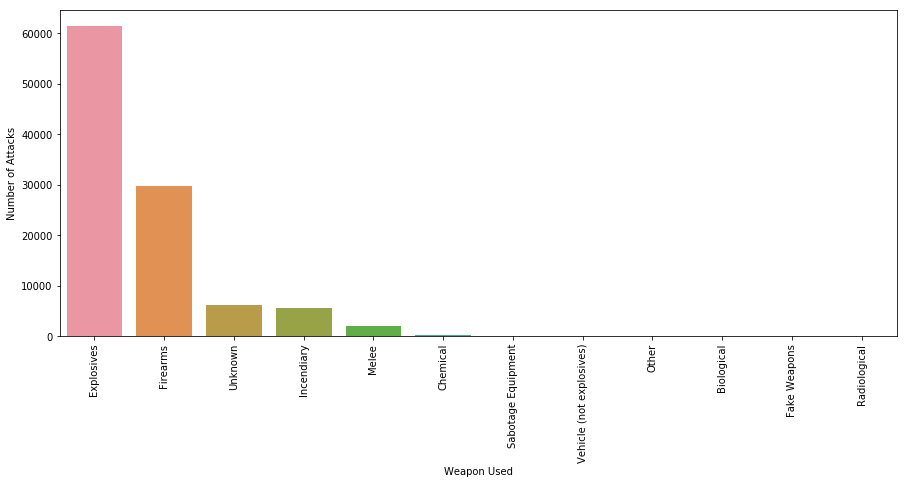 60000
50000
40000
30000
20000
10000
0
Number of Attacks
Explosives
Firearms
Unknown
Incendiary
Melee
Chemical
Sabotage Equipment
Vehicle (not explosives)
Other
Biological
Fake Weapons
Radiological
Weapon Used